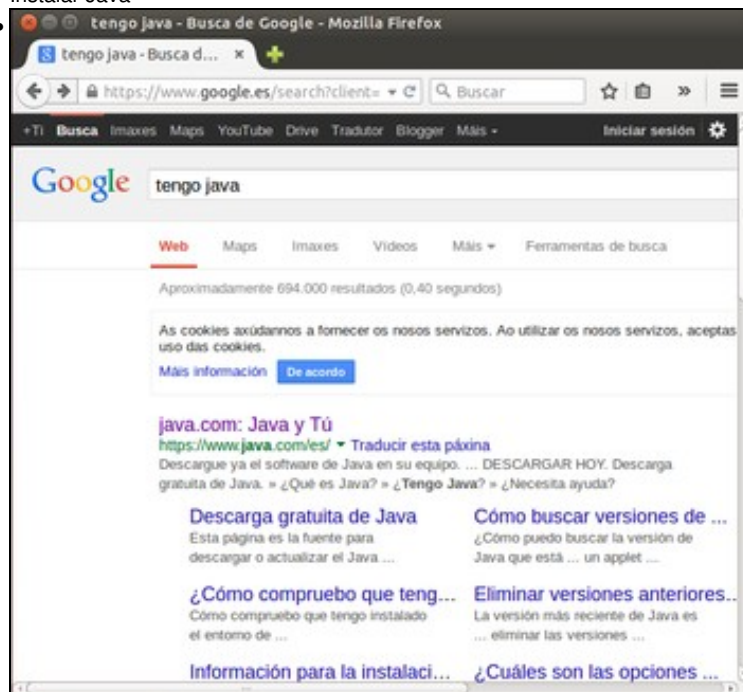 Instalar Java
tengo java - Busca de Google - Mozilla Firefox
tengo java - Busca d...
https://www.google.es/search?client=
Buscar
+Ti Busca Imaxes Maps YouTube Drive Tradutor Blogger Máis
Iniciar sesión
Google
tengo java
Web Maps Imaxes Vídeos Máis Ferramentas de busca
Aproximadamente 694.000 resultados (0,40 segundos)
As cookies axúdannos a fornecer os nosos servizos. Ao utilizar os nosos servizos, aceptas
uso das cookies.
Máis información De acordo
java.com: Java y Tú
https://www.java.com/es/ Traducir esta páxina
Descargue ya el software de Java en su equipo. ... DESCARGAR HOY. Descarga
gratuita de Java. » ¿Qué es Java? » ¿Tengo Java? » ¿Necesita ayuda?
Descarga gratuita de Java
Esta página es la fuente para
descargar o actualizar el Java ...
Cómo buscar versiones de ...
¿Cómo puedo buscar la versión de
Java que está ... un applet ....
¿Cómo compruebo que teng...
Cómo compruebo que tengo instalado
el entorno de ...
Eliminar versiones anteriores...
La versión más reciente de Java es
... eliminar las versiones ...
Información para la instalaci...
¿Cuáles son las opciones ...